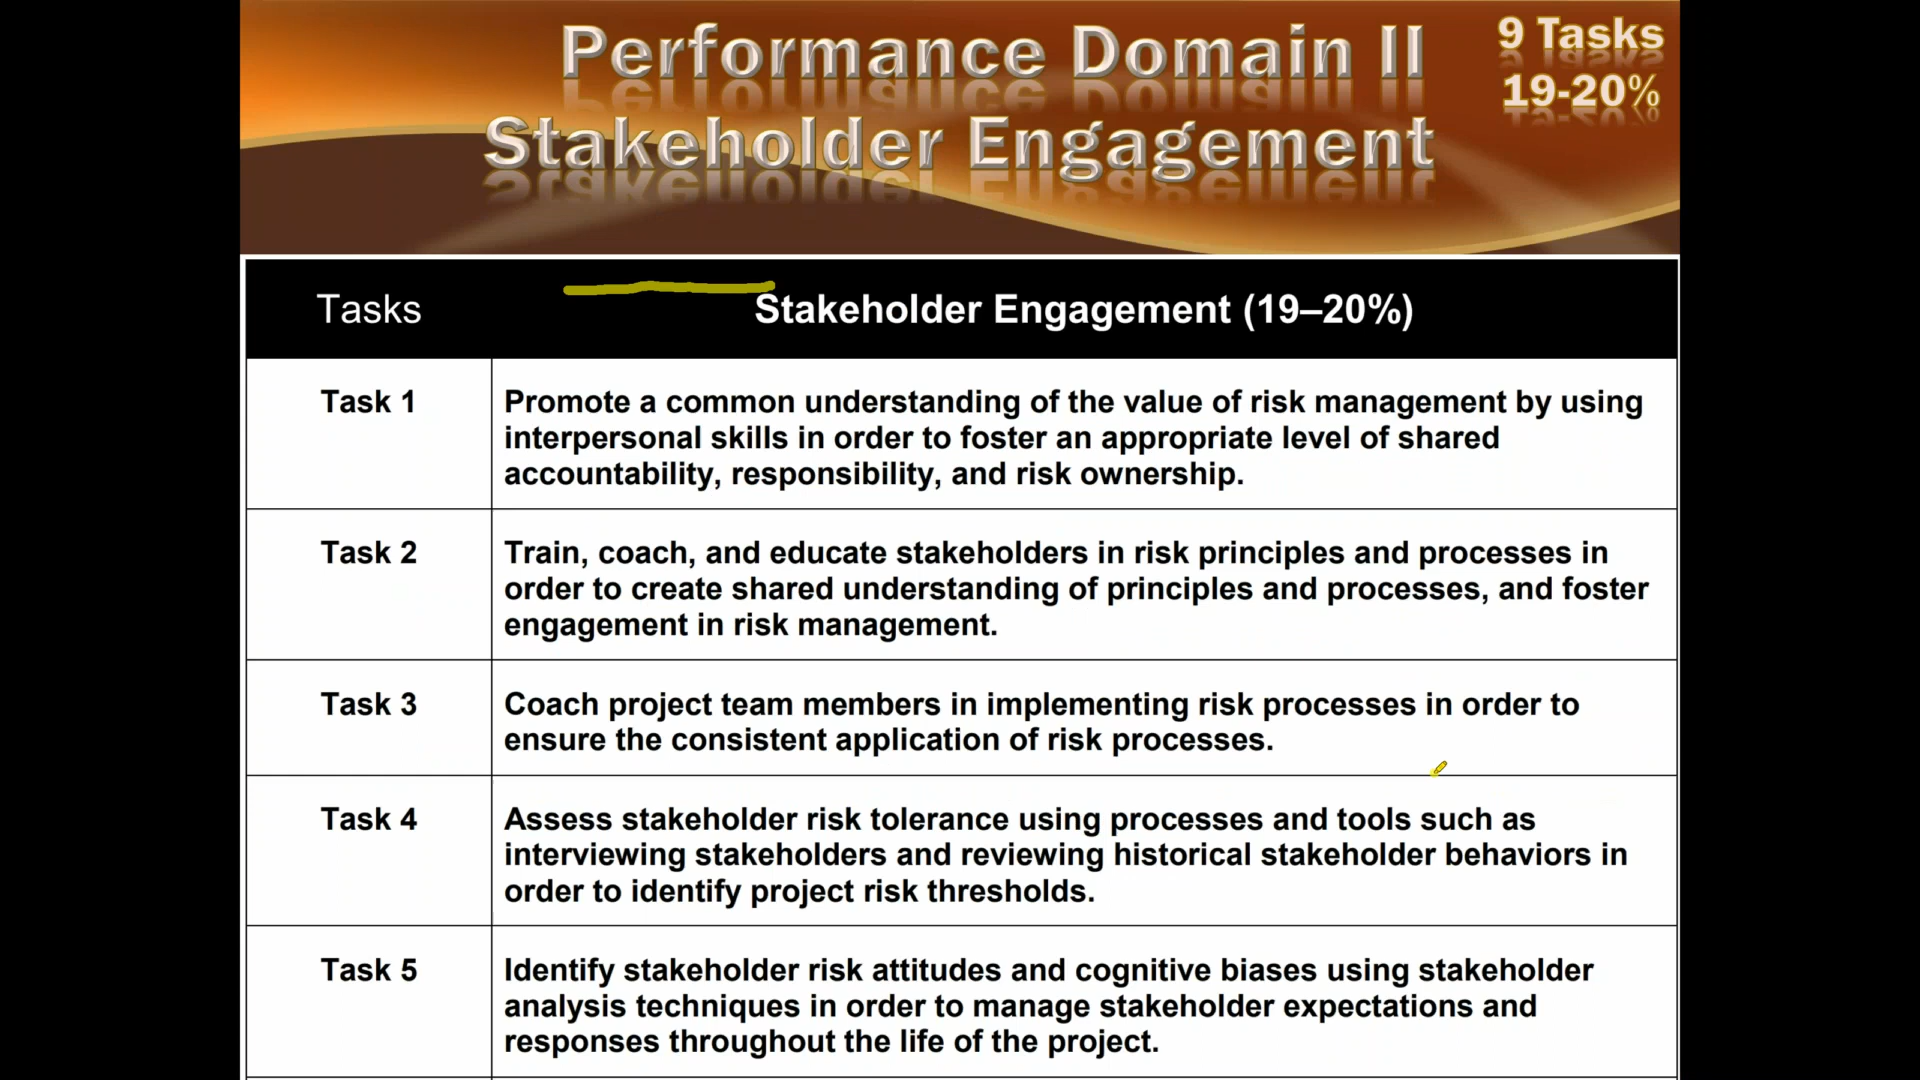 Performance Domain II
Stakeholder Engagement
9 Tasks
19-20%
Tasks
Stakeholder Engagement (19–20%)
Task 1
Promote a common understanding of the value of risk management by using
interpersonal skills in order to foster an appropriate level of shared
accountability, responsibility, and risk ownership.
Task 2
Train, coach, and educate stakeholders in risk principles and processes in
order to create shared understanding of principles and processes, and foster
engagement in risk management.
Task 3
Coach project team members in implementing risk processes in order to
ensure the consistent application of risk processes.
Task 4
Assess stakeholder risk tolerance using processes and tools such as
interviewing stakeholders and reviewing historical stakeholder behaviors in
order to identify project risk thresholds.
Task 5
Identify stakeholder risk attitudes and cognitive biases using stakeholder
analysis techniques in order to manage stakeholder expectations and
responses throughout the life of the project.